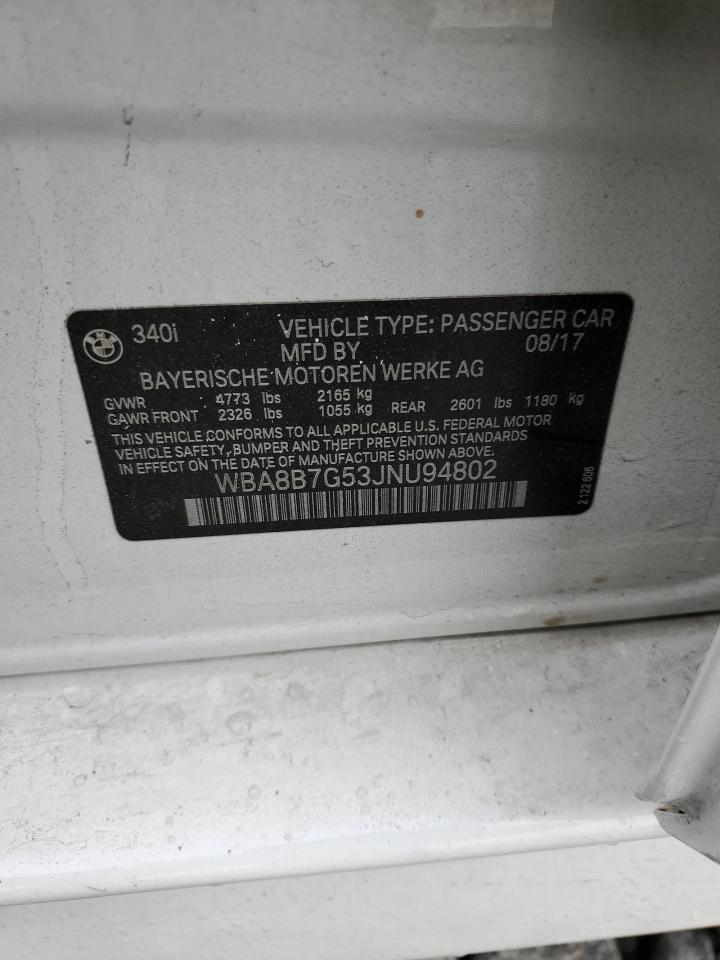 BMW 340i VEHICLE TYPE: PASSENGER CAR
MFD BY 08/17
BAYERISCHE MOTOREN WERKE AG
GVWR 4773 lbs 2165 kg
GAWR FRONT 2326 lbs 1055 kg REAR 2601 lbs 1180 kg
THIS VEHICLE CONFORMS TO ALL APPLICABLE U.S. FEDERAL MOTOR
VEHICLE SAFETY, BUMPER AND THEFT PREVENTION STANDARDS
IN EFFECT ON THE DATE OF MANUFACTURE SHOWN ABOVE.
WBA8B7G53JNU94802
2 122 606